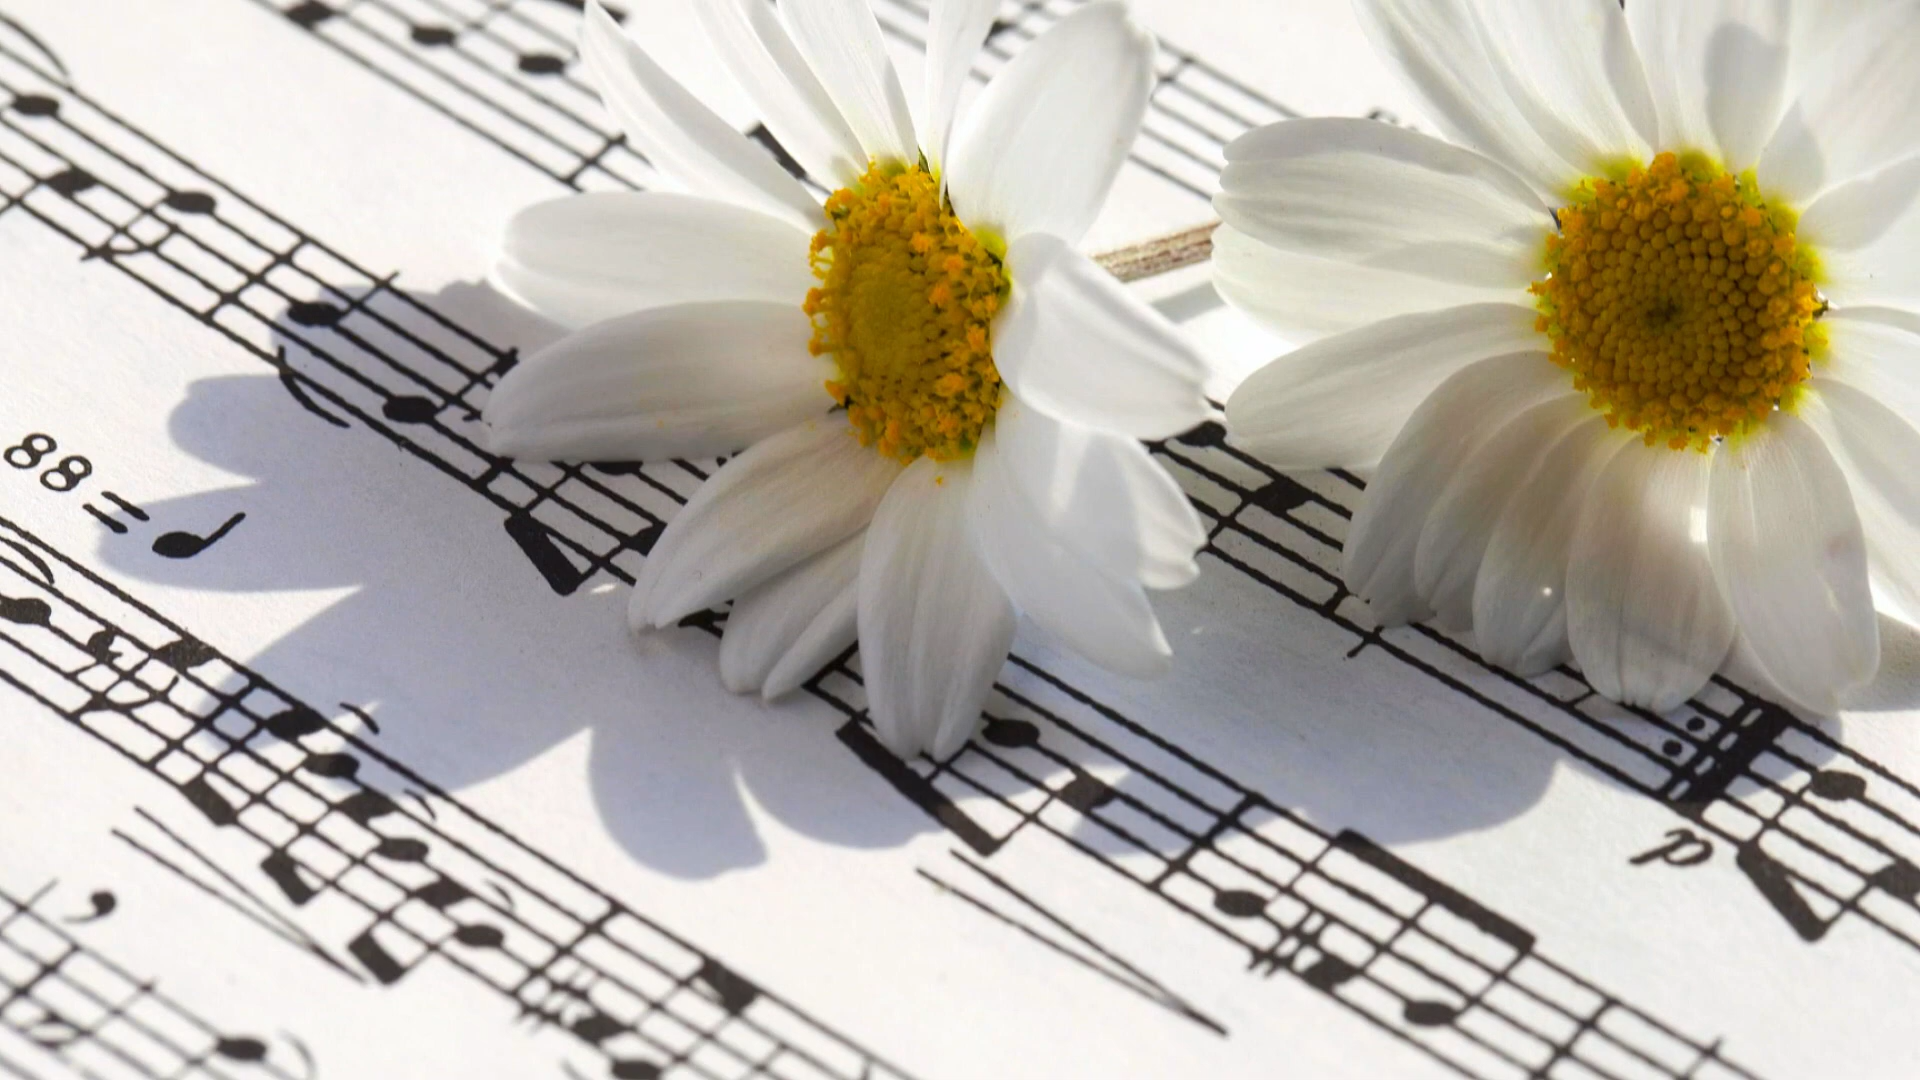 88 = ♩
p
,